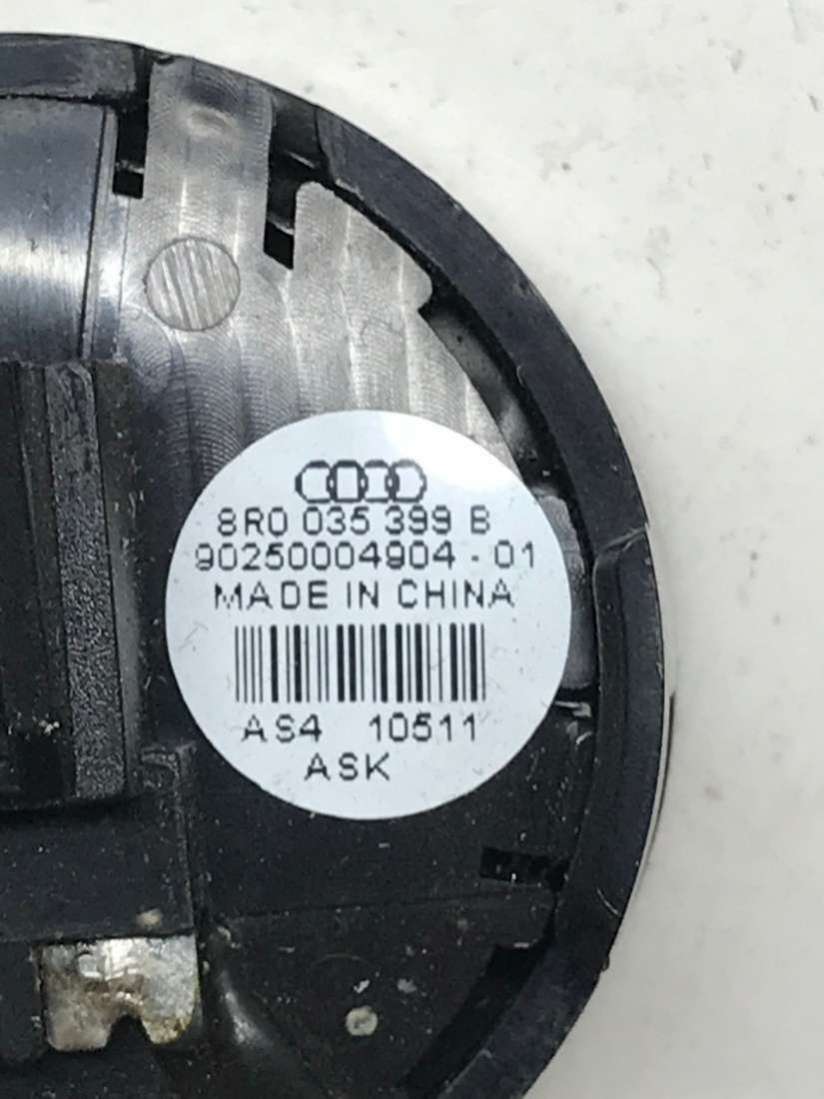 8R0 035 399 B
90250004904 - 01
MADE IN CHINA
AS4 10511
ASK